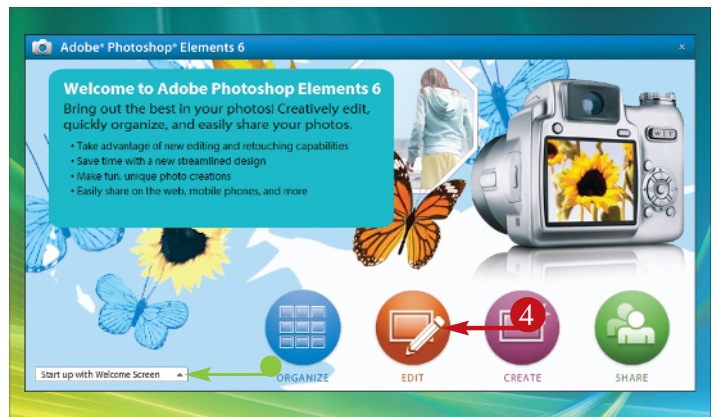 Adobe® Photoshop® Elements 6
Welcome to Adobe Photoshop Elements 6
Bring out the best in your photos! Creatively edit,
quickly organize, and easily share your photos.
• Take advantage of new editing and retouching capabilities
• Save time with a new streamlined design
• Make fun, unique photo creations
• Easily share on the web, mobile phones, and more
W T
4
Start up with Welcome Screen
ORGANIZE
EDIT
CREATE
SHARE